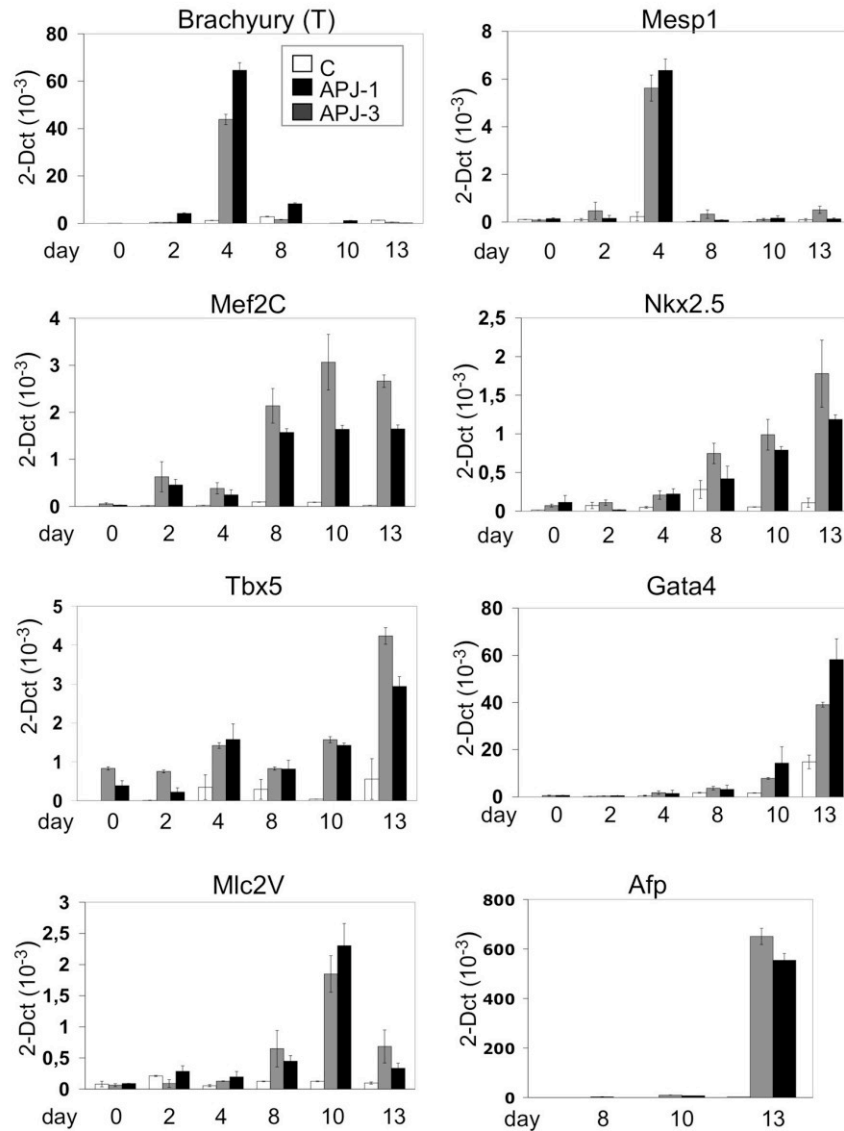 Brachyury (T)
2-Dct (10-3)
80
60
40
20
0
C
APJ-1
APJ-3
day 0 2 4 8 10 13
Mesp1
2-Dct (10-3)
8
6
4
2
0
day 0 2 4 8 10 13
Mef2C
2-Dct (10-3)
4
3
2
1
0
day 0 2 4 8 10 13
Nkx2.5
2-Dct (10-3)
2,5
2
1,5
1
0,5
0
day 0 2 4 8 10 13
Tbx5
2-Dct (10-3)
5
4
3
2
1
0
day 0 2 4 8 10 13
Gata4
2-Dct (10-3)
80
60
40
20
0
day 0 2 4 8 10 13
Mlc2V
2-Dct (10-3)
3
2,5
2
1,5
1
0,5
0
day 0 2 4 8 10 13
Afp
2-Dct (10-3)
800
600
400
200
0
day 8 10 13